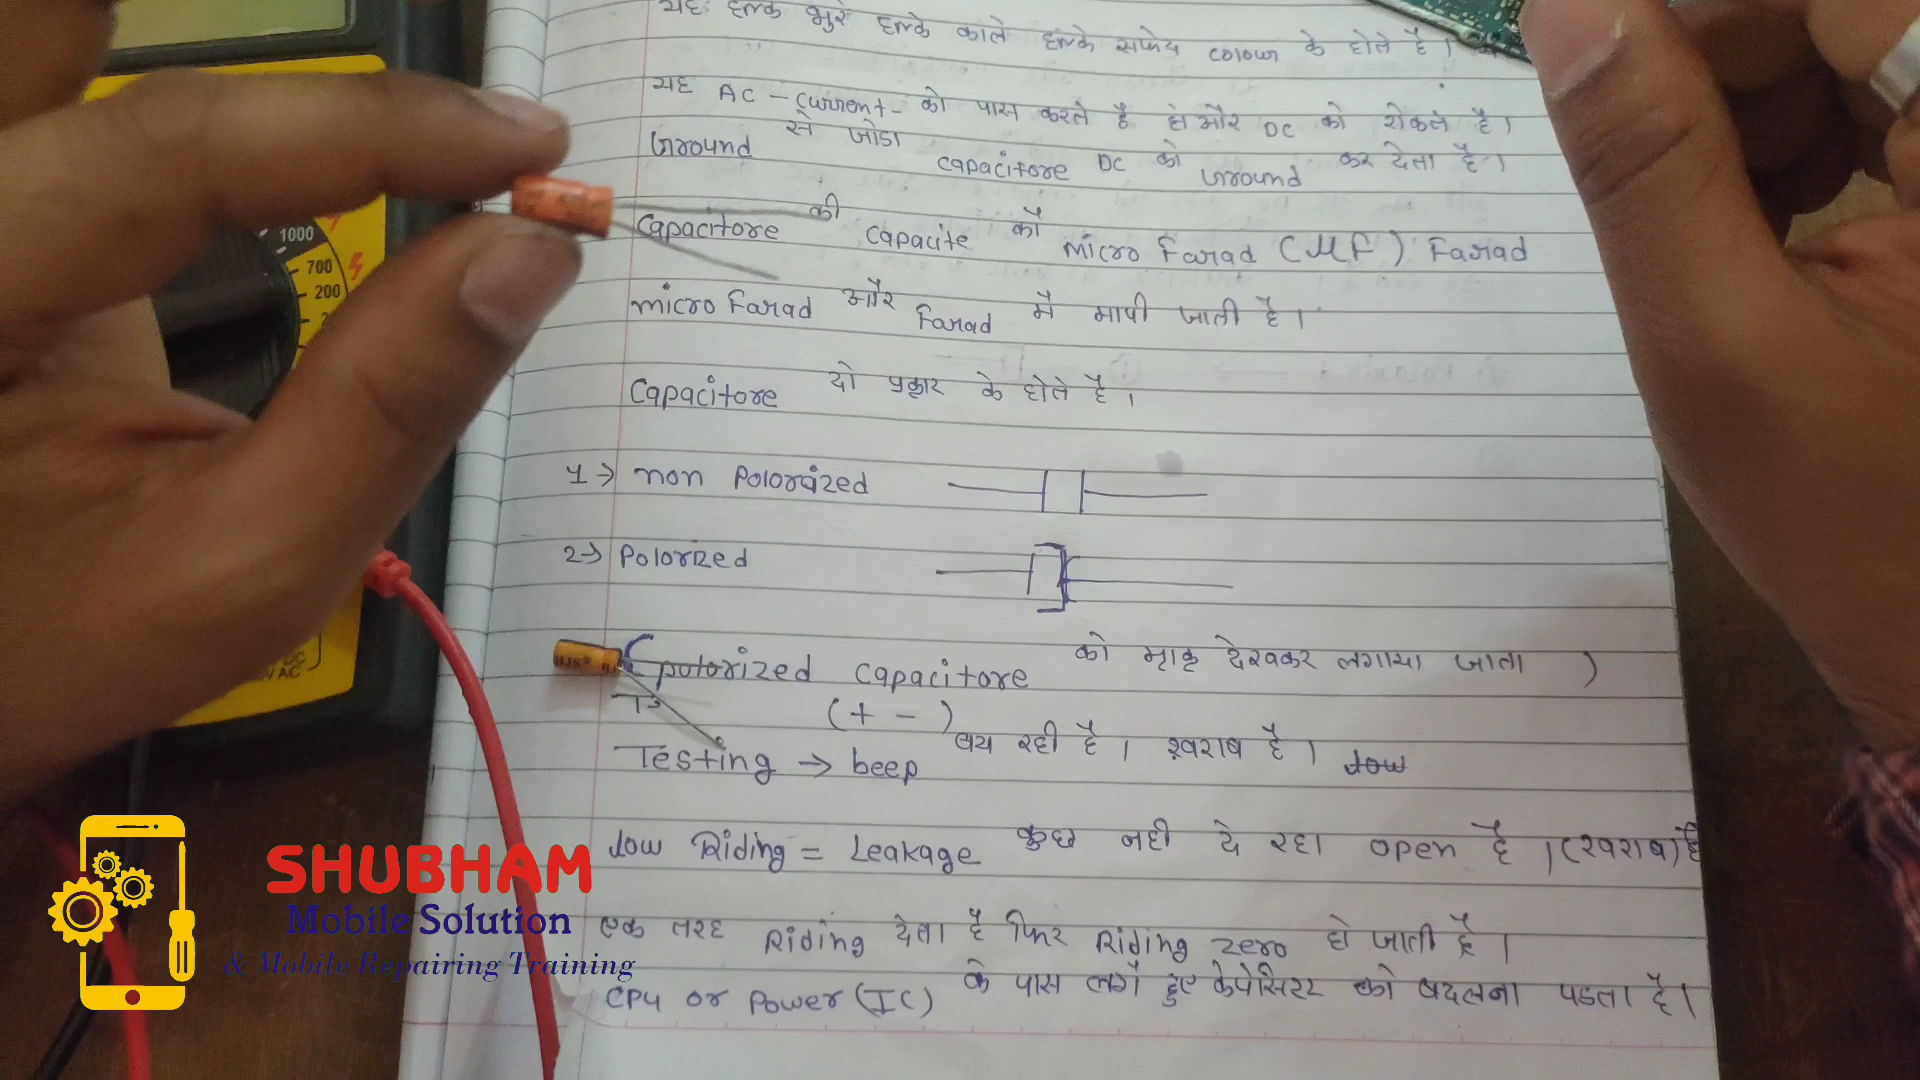 यह हल्के भुरे हल्के काले हल्के सफेद colour के होते है।
यह AC - Current - को पास करते है हां और DC को रोकते है।
Ground से जोडा capacitore DC को Ground कर देता है।
Capacitore की capacite को micro Farad (μF) Farad
micro Farad और Farad मै मापी जाती है।
Capacitore दो प्रकार के होते है।
1→ non Polorized
2→ Polorized
Polorized Capacitore को देखकर लगाया जाता
(+ -)
Testing → beep बय रही है। ख़राब है। Low
Low Riding = Leakage कुछ नही दे रहा open है। (खराब) है
एक तरह Riding देता है फिर Riding zero हो जाती है।
CPU or Power (IC) के पास लगे हुए केपेसिटर को बदलना पडता है।
1000
700
200
2
SHUBHAM
Mobile Solution
& Mobile Repairing Training